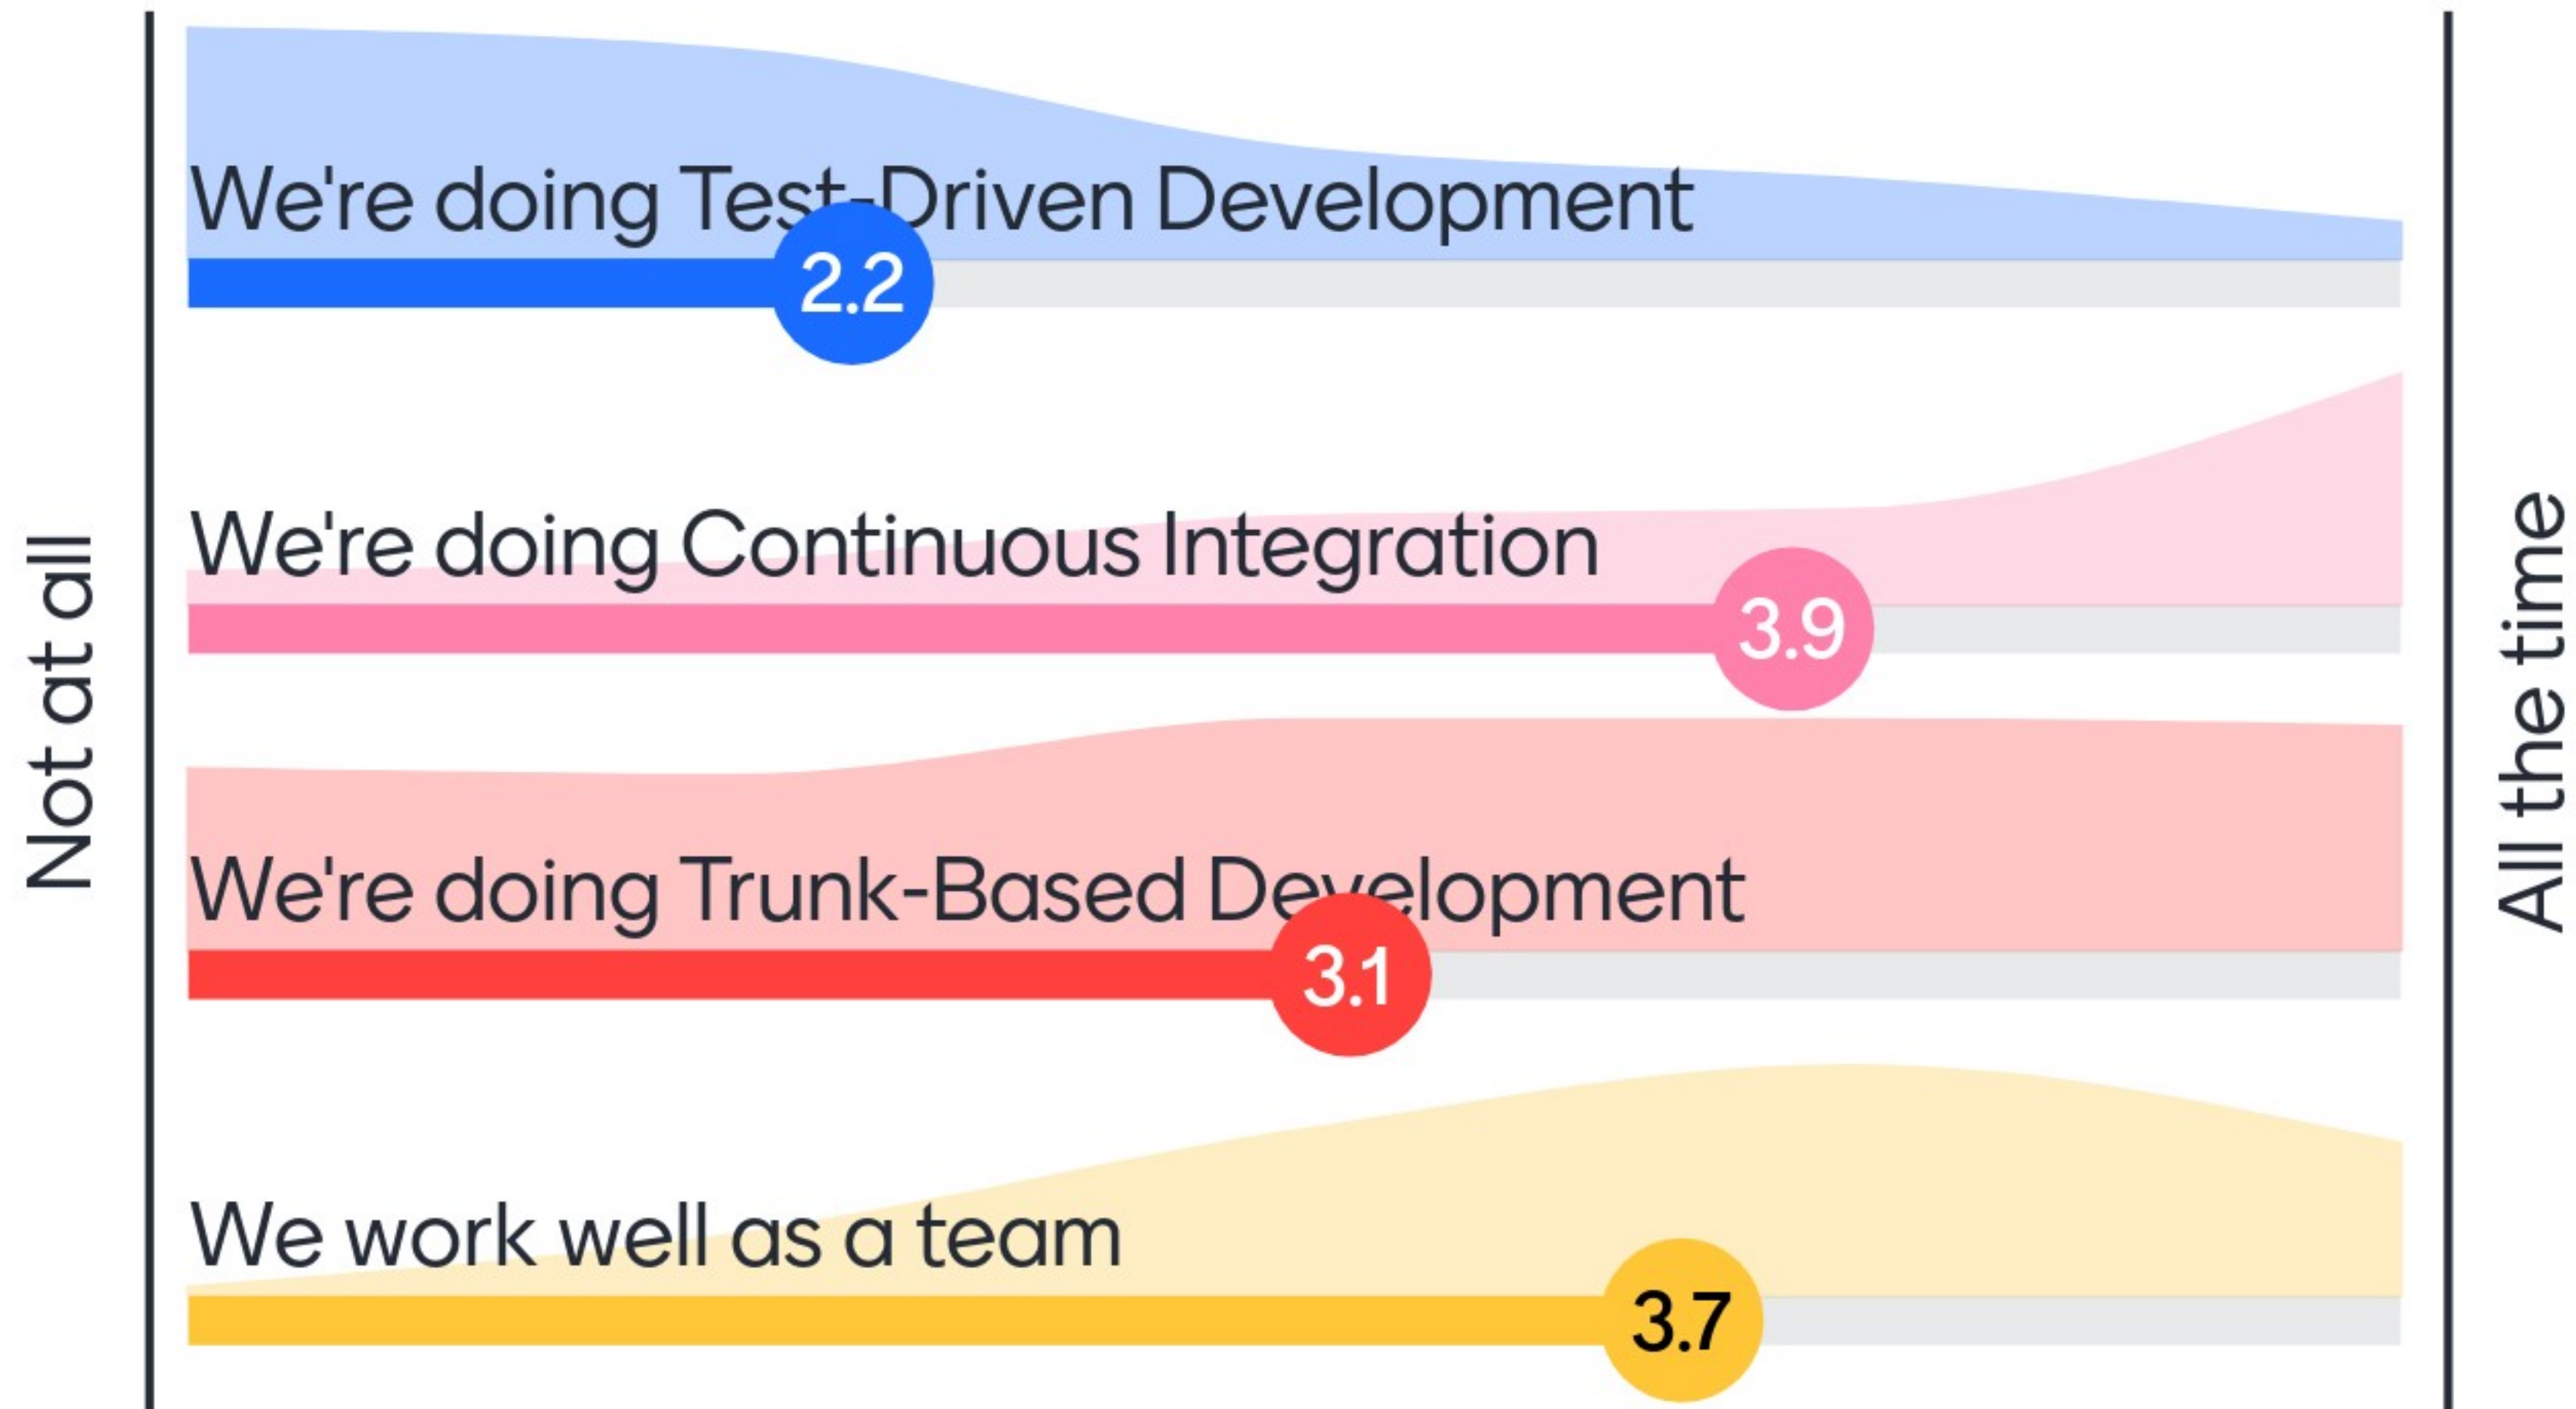 We're doing Test-Driven Development
2.2
We're doing Continuous Integration
3.9
Not at all
All the time
We're doing Trunk-Based Development
3.1
We work well as a team
3.7